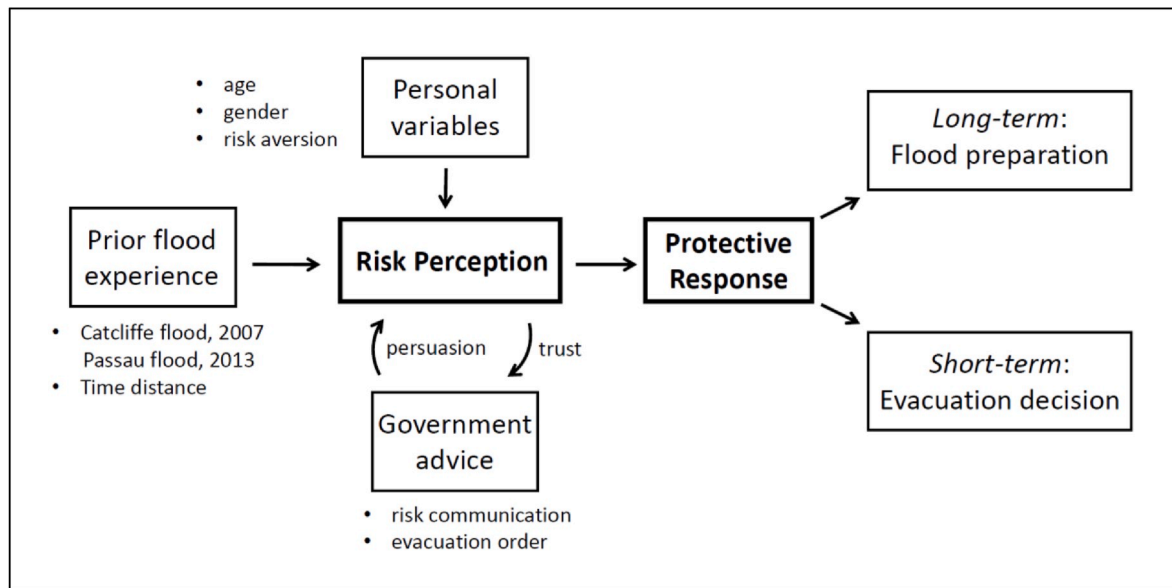 • age
• gender
• risk aversion
Personal
variables
Long-term:
Flood preparation
Prior flood
experience
Risk Perception
Protective
Response
• Catcliffe flood, 2007
Passau flood, 2013
• Time distance
persuasion
trust
Government
advice
• risk communication
• evacuation order
Short-term:
Evacuation decision